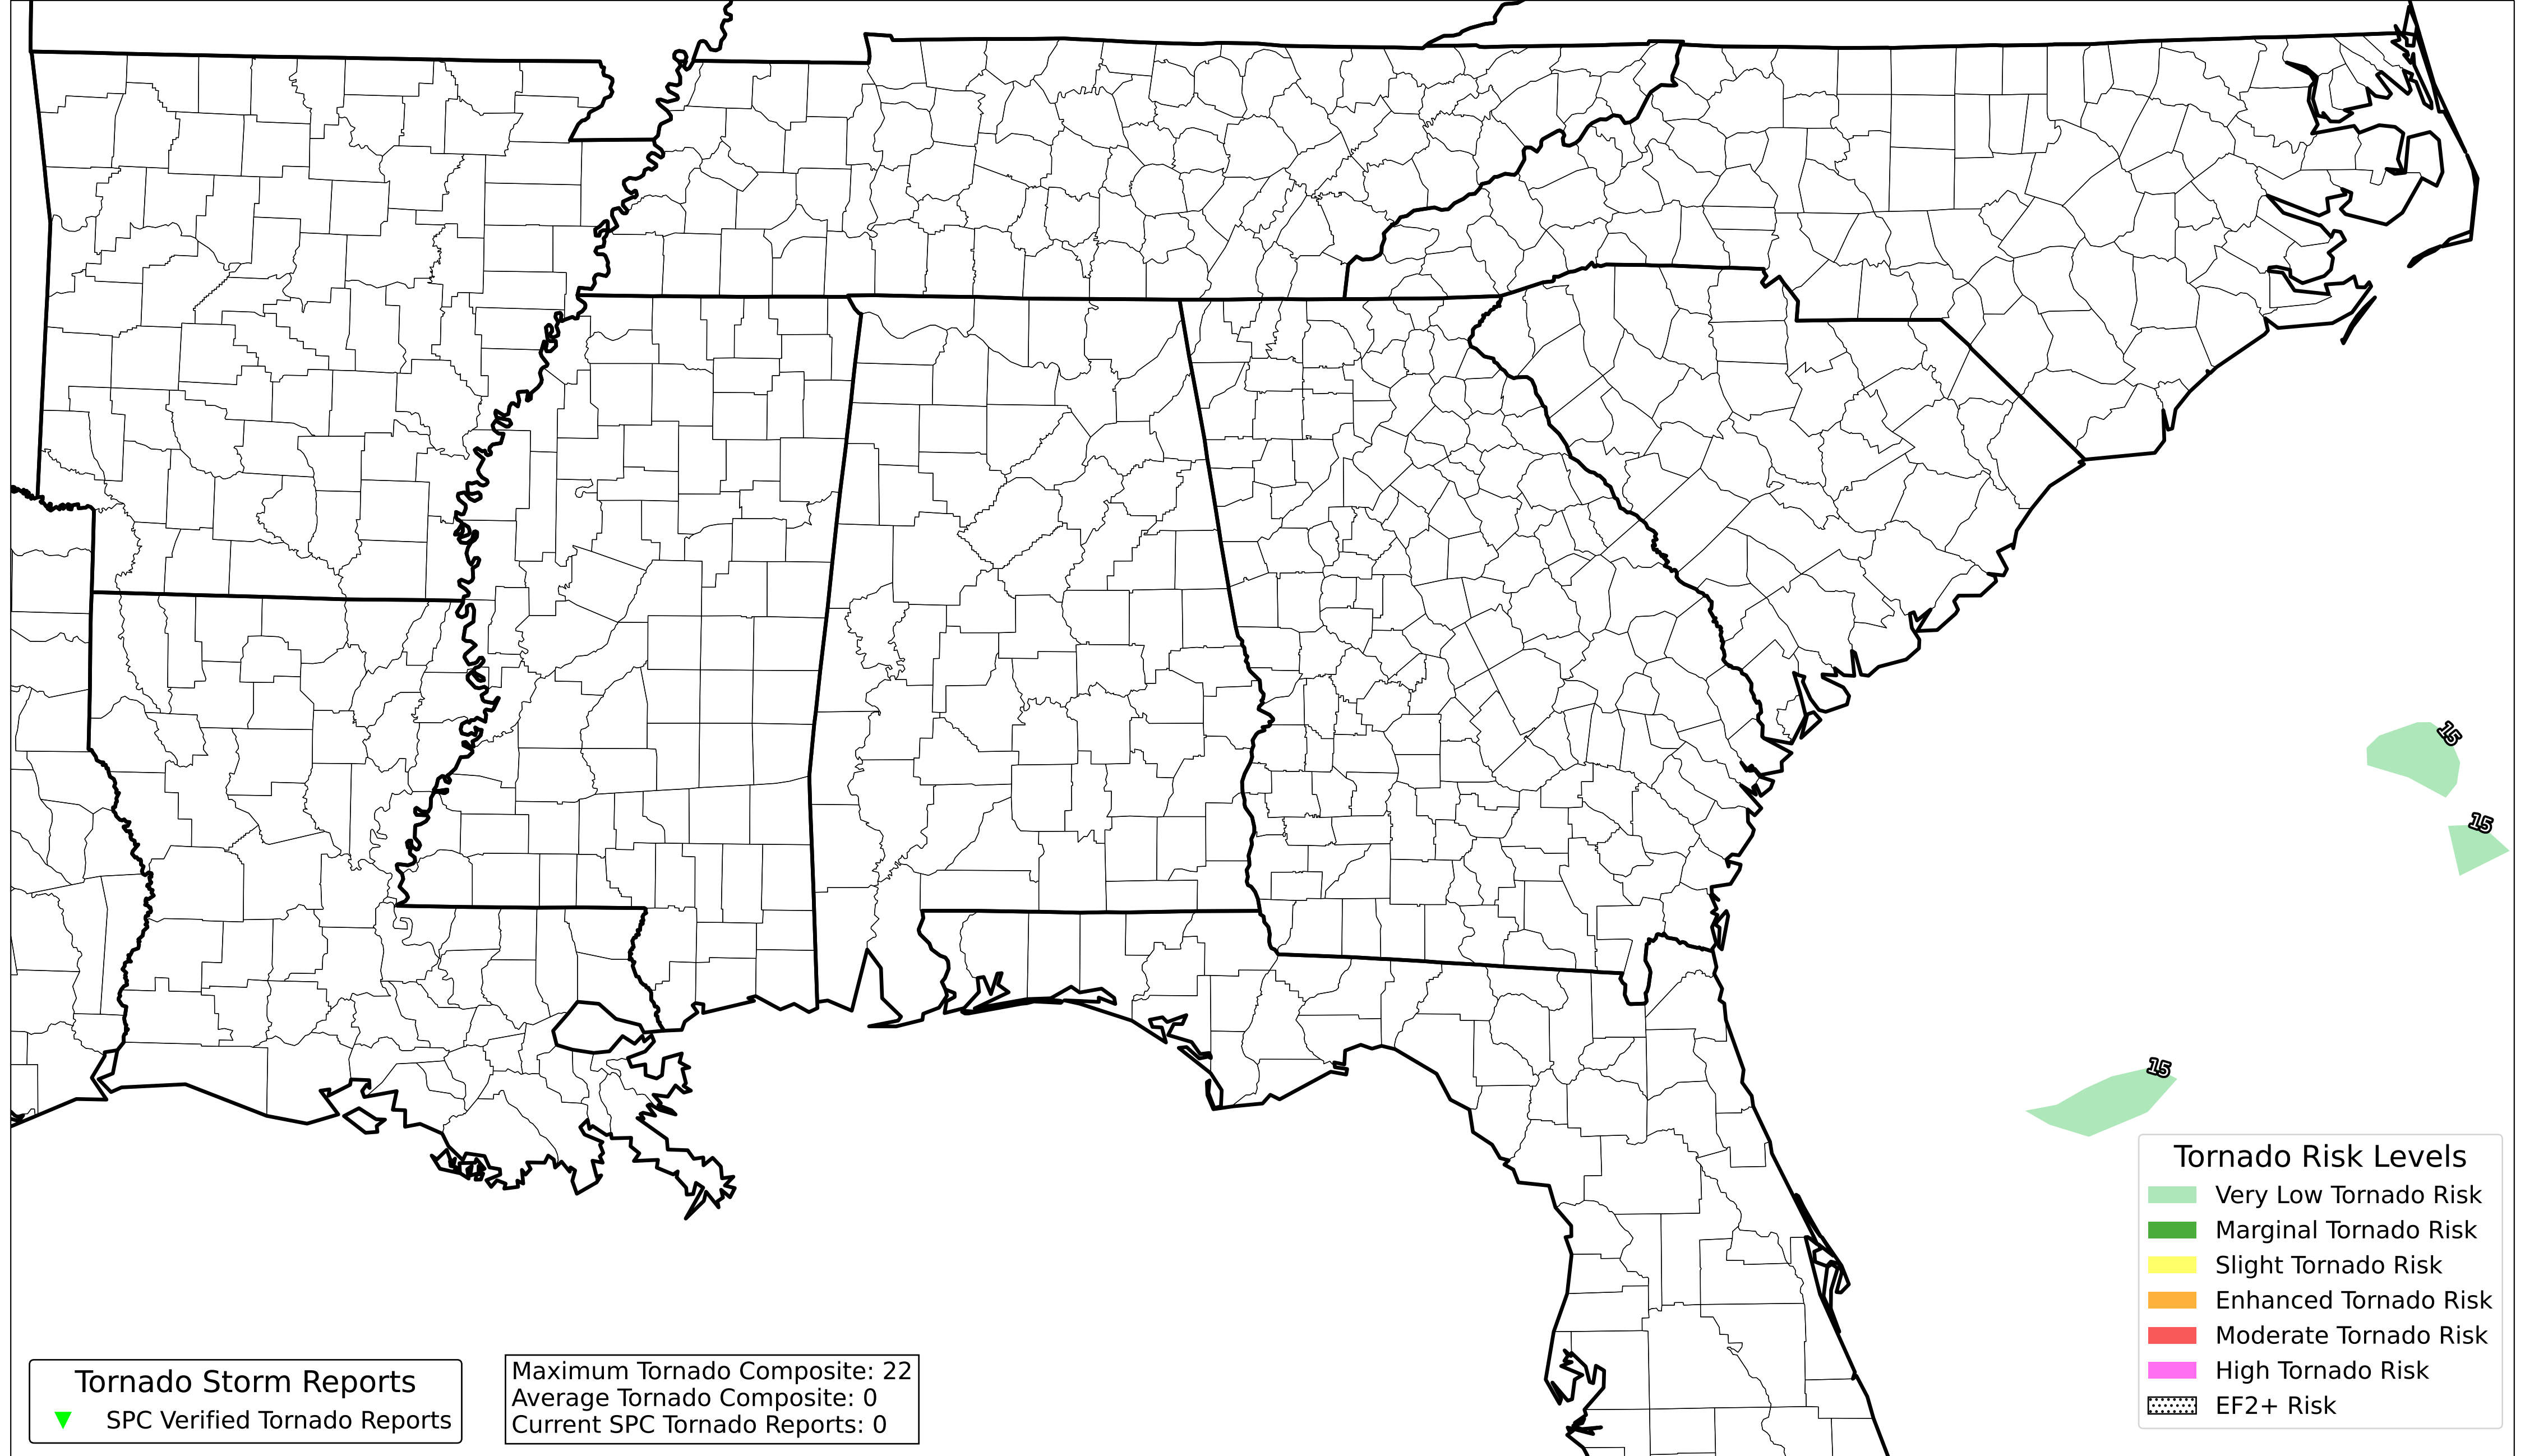 15
15
15
Tornado Risk Levels
Very Low Tornado Risk
Marginal Tornado Risk
Slight Tornado Risk
Enhanced Tornado Risk
Moderate Tornado Risk
High Tornado Risk
EF2+ Risk
Tornado Storm Reports
SPC Verified Tornado Reports
Maximum Tornado Composite: 22
Average Tornado Composite: 0
Current SPC Tornado Reports: 0